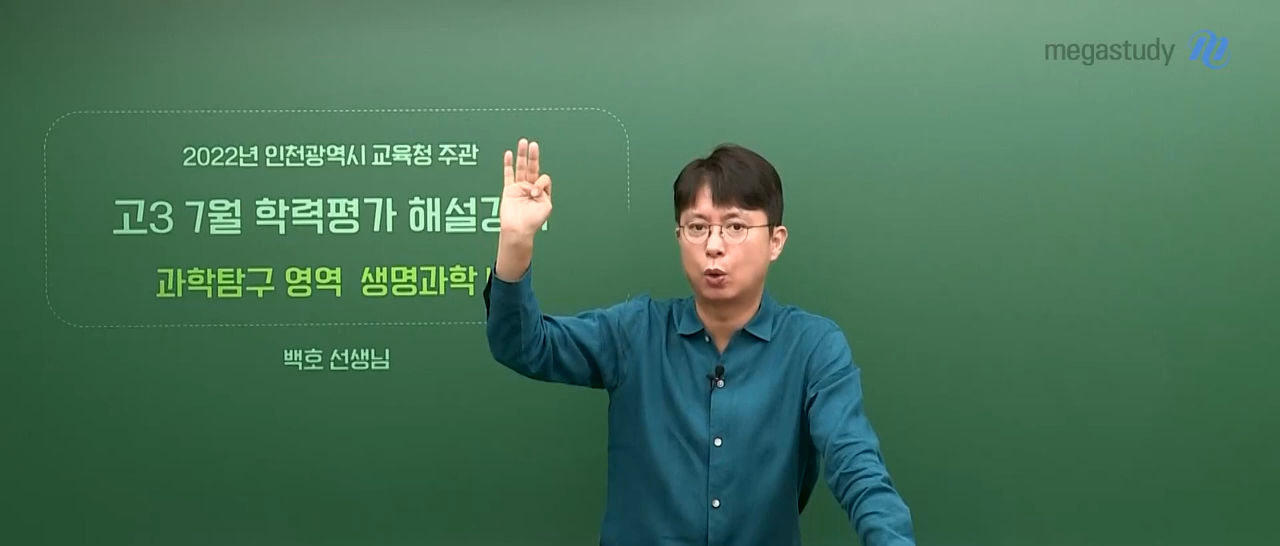 megastudy
2022년 인천광역시 교육청 주관
고3 7월 학력평가 해설
과학탐구 영역 생명과학
백호 선생님